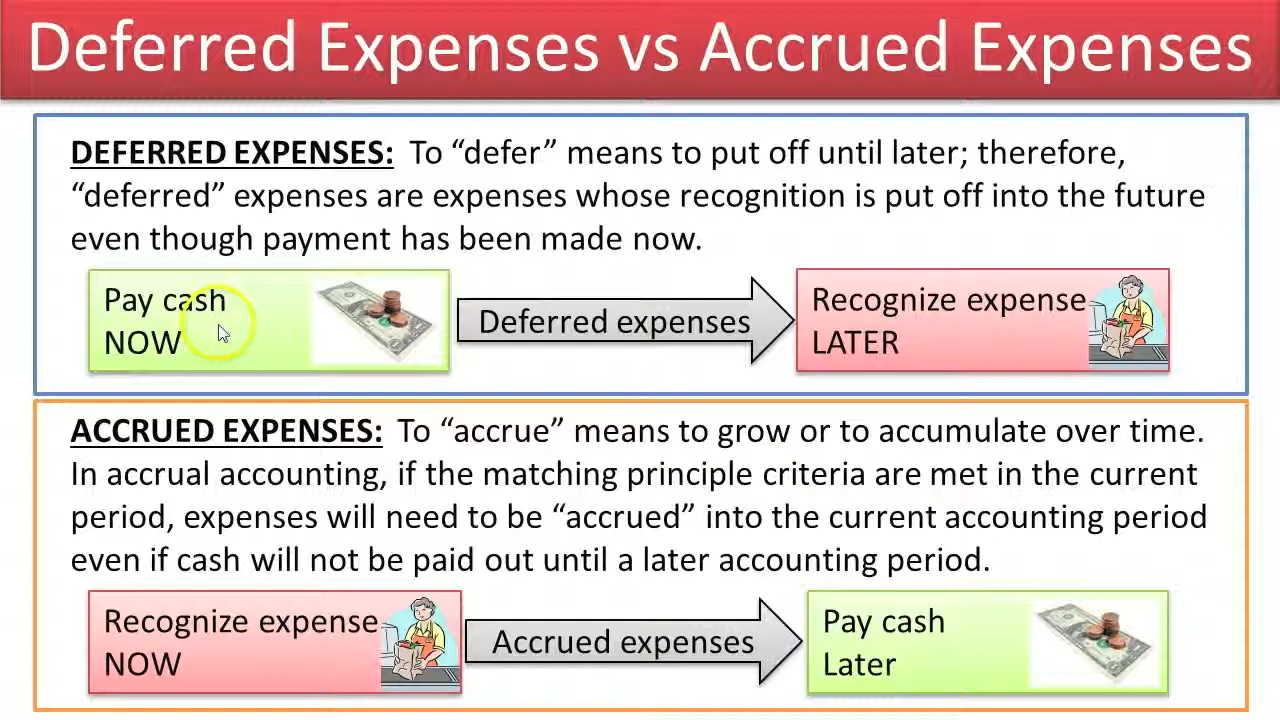 Deferred Expenses vs Accrued Expenses
DEFERRED EXPENSES: To “defer” means to put off until later; therefore,
“deferred” expenses are expenses whose recognition is put off into the future
even though payment has been made now.
Pay cash
NOW
Deferred expenses
Recognize expense
LATER
ACCRUED EXPENSES: To “accrue” means to grow or to accumulate over time.
In accrual accounting, if the matching principle criteria are met in the current
period, expenses will need to be “accrued” into the current accounting period
even if cash will not be paid out until a later accounting period.
Recognize expense
NOW
Accrued expenses
Pay cash
Later